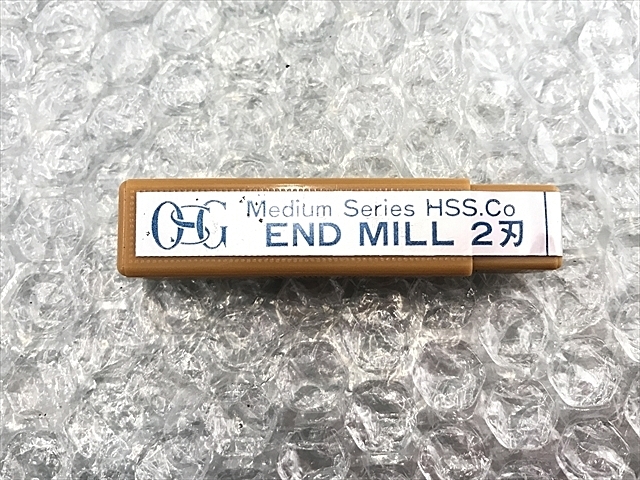 OSG Medium Series HSS.Co
END MILL 2刃